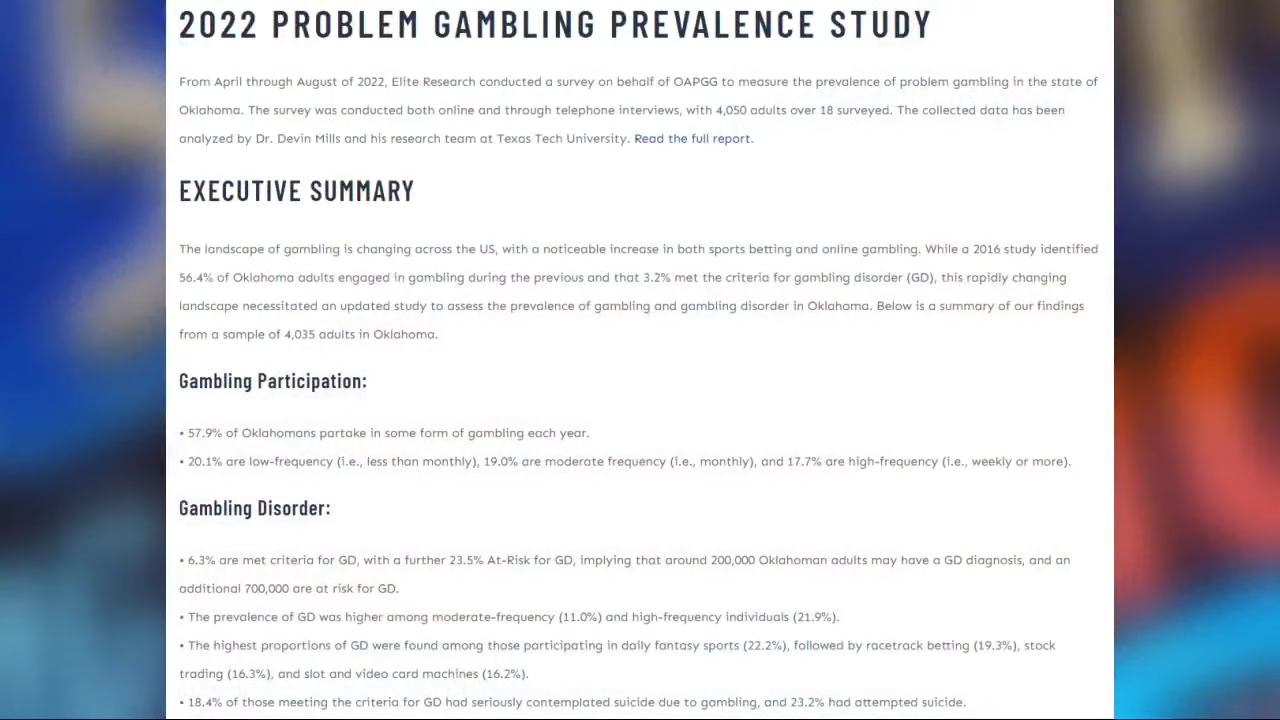 2022 PROBLEM GAMBLING PREVALENCE STUDY
From April through August of 2022, Elite Research conducted a survey on behalf of OAPGG to measure the prevalence of problem gambling in the state of
Oklahoma. The survey was conducted both online and through telephone interviews, with 4,050 adults over 18 surveyed. The collected data has been
analyzed by Dr. Devin Mills and his research team at Texas Tech University. Read the full report.
EXECUTIVE SUMMARY
The landscape of gambling is changing across the US, with a noticeable increase in both sports betting and online gambling. While a 2016 study identified
56.4% of Oklahoma adults engaged in gambling during the previous and that 3.2% met the criteria for gambling disorder (GD), this rapidly changing
landscape necessitated an updated study to assess the prevalence of gambling and gambling disorder in Oklahoma. Below is a summary of our findings
from a sample of 4,035 adults in Oklahoma.
Gambling Participation:
• 57.9% of Oklahomans partake in some form of gambling each year.
• 20.1% are low-frequency (i.e., less than monthly), 19.0% are moderate frequency (i.e., monthly), and 17.7% are high-frequency (i.e., weekly or more).
Gambling Disorder:
• 6.3% are met criteria for GD, with a further 23.5% At-Risk for GD, implying that around 200,000 Oklahoman adults may have a GD diagnosis, and an
additional 700,000 are at risk for GD.
• The prevalence of GD was higher among moderate-frequency (11.0%) and high-frequency individuals (21.9%).
• The highest proportions of GD were found among those participating in daily fantasy sports (22.2%), followed by racetrack betting (19.3%), stock
trading (16.3%), and slot and video card machines (16.2%).
• 18.4% of those meeting the criteria for GD had seriously contemplated suicide due to gambling, and 23.2% had attempted suicide.